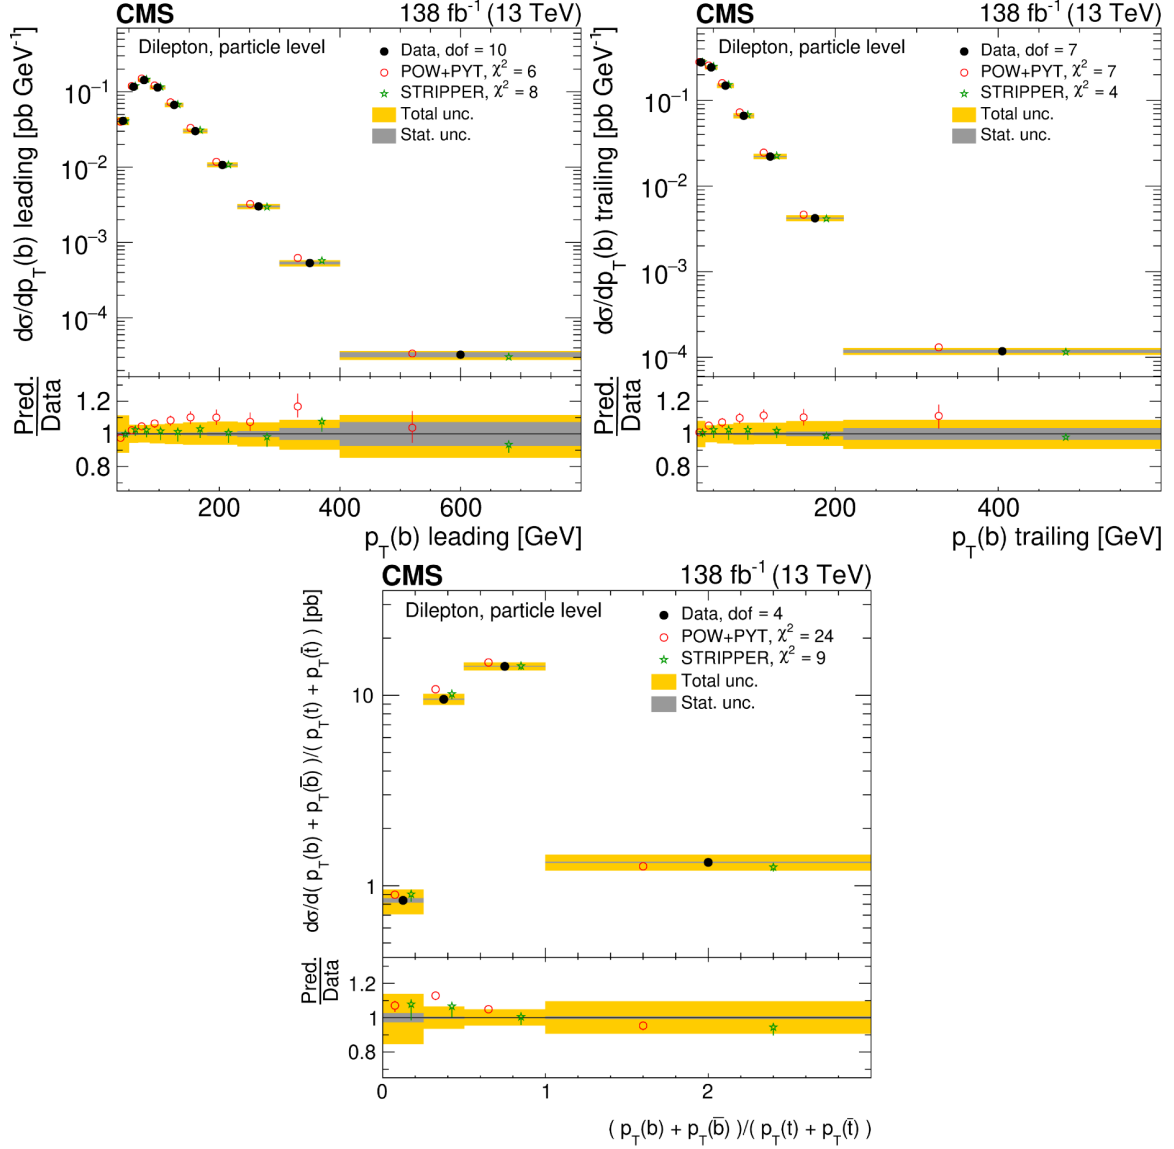 CMS 138 fb⁻¹ (13 TeV)
Dilepton, particle level
Data, dof = 10
POW+PYT, χ² = 6
STRIPPER, χ² = 8
Total unc.
Stat. unc.
dσ/dp_T(b) leading [pb GeV⁻¹]
10⁻¹
10⁻²
10⁻³
10⁻⁴
Pred.
Data
1.2
1
0.8
200 400 600
p_T(b) leading [GeV]
CMS 138 fb⁻¹ (13 TeV)
Dilepton, particle level
Data, dof = 7
POW+PYT, χ² = 7
STRIPPER, χ² = 4
Total unc.
Stat. unc.
dσ/dp_T(b) trailing [pb GeV⁻¹]
10⁻¹
10⁻²
10⁻³
10⁻⁴
Pred.
Data
1.2
1
0.8
200 400
p_T(b) trailing [GeV]
CMS 138 fb⁻¹ (13 TeV)
Dilepton, particle level
Data, dof = 4
POW+PYT, χ² = 24
STRIPPER, χ² = 9
Total unc.
Stat. unc.
dσ/d( p_T(b) + p_T(b̄) )/( p_T(t) + p_T(t̄) ) [pb]
10
1
Pred.
Data
1.2
1
0.8
0 1 2
( p_T(b) + p_T(b̄) )/( p_T(t) + p_T(t̄) )